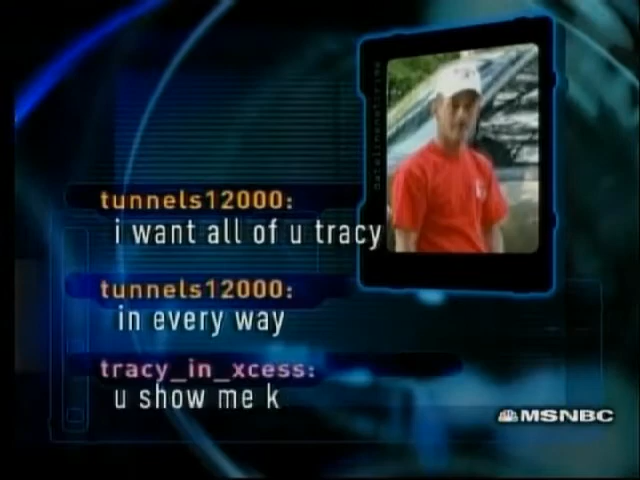 tunnels12000:
i want all of u tracy
tunnels12000:
in every way
tracy_in_xcess:
u show me k
MSNBC